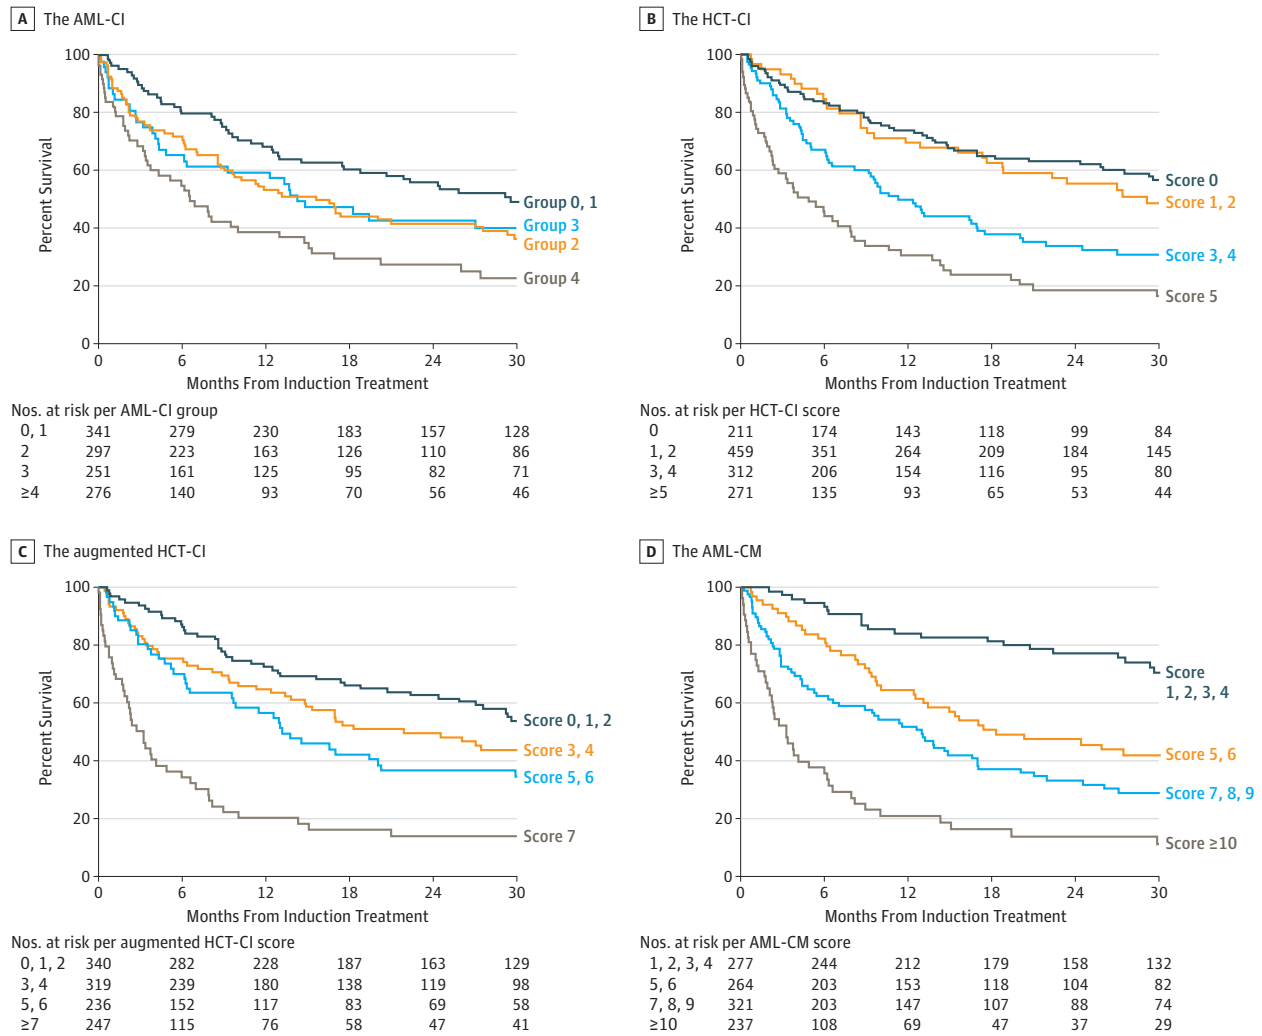 A The AML-CI
100
80
60
40
20
0
Percent Survival
Group 0, 1
Group 3
Group 2
Group 4
0 6 12 18 24 30
Months From Induction Treatment
Nos. at risk per AML-CI group
0, 1 341 279 230 183 157 128
2 297 223 163 126 110 86
3 251 161 125 95 82 71
≥4 276 140 93 70 56 46
B The HCT-CI
100
80
60
40
20
0
Percent Survival
Score 0
Score 1, 2
Score 3, 4
Score 5
0 6 12 18 24 30
Months From Induction Treatment
Nos. at risk per HCT-CI score
0 211 174 143 118 99 84
1, 2 459 351 264 209 184 145
3, 4 312 206 154 116 95 80
≥5 271 135 93 65 53 44
C The augmented HCT-CI
100
80
60
40
20
0
Percent Survival
Score 0, 1, 2
Score 3, 4
Score 5, 6
Score 7
0 6 12 18 24 30
Months From Induction Treatment
Nos. at risk per augmented HCT-CI score
0, 1, 2 340 282 228 187 163 129
3, 4 319 239 180 138 119 98
5, 6 236 152 117 83 69 58
≥7 247 115 76 58 47 41
D The AML-CM
100
80
60
40
20
0
Percent Survival
Score
1, 2, 3, 4
Score 5, 6
Score 7, 8, 9
Score ≥10
0 6 12 18 24 30
Months From Induction Treatment
Nos. at risk per AML-CM score
1, 2, 3, 4 277 244 212 179 158 132
5, 6 264 203 153 118 104 82
7, 8, 9 321 203 147 107 88 74
≥10 237 108 69 47 37 29